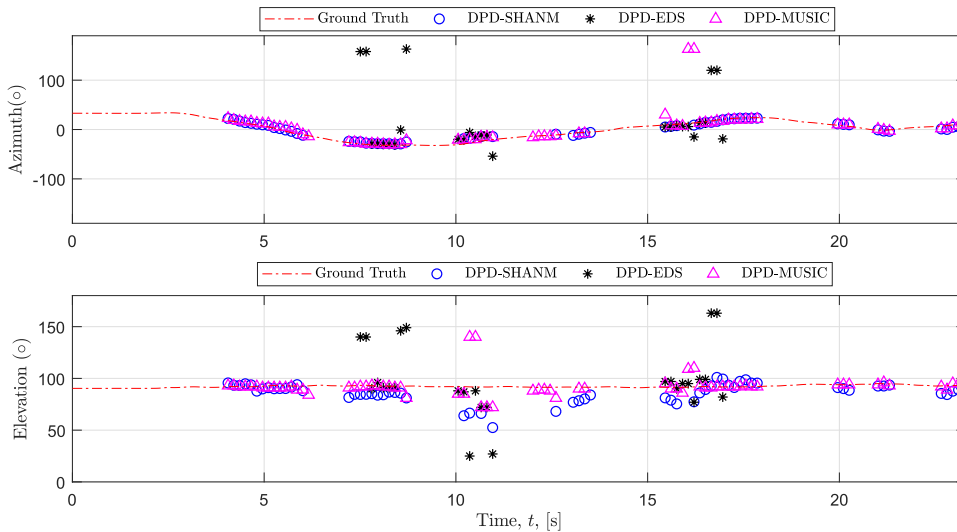 Ground Truth DPD-SHANM DPD-EDS DPD-MUSIC
Azimuth(○)
100
0
-100
0 5 10 15 20
Ground Truth DPD-SHANM DPD-EDS DPD-MUSIC
Elevation (○)
150
100
50
0
0 5 10 15 20
Time, t, [s]